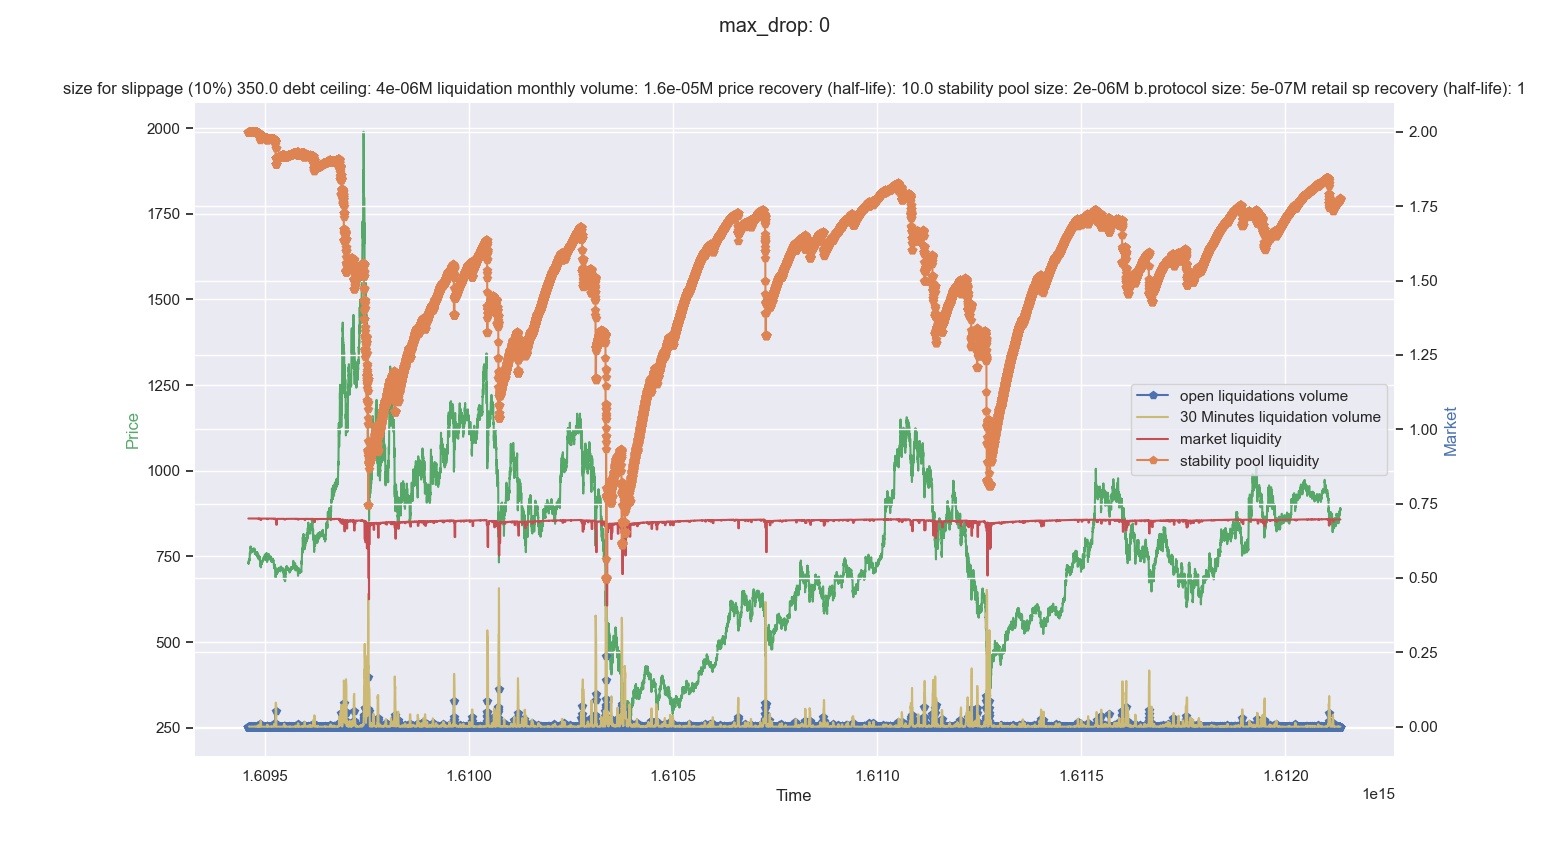 max_drop: 0
size for slippage (10%) 350.0 debt ceiling: 4e-06M liquidation monthly volume: 1.6e-05M price recovery (half-life): 10.0 stability pool size: 2e-06M b.protocol size: 5e-07M retail sp recovery (half-life): 1
2000
1750
1500
1250
1000
750
500
250
Price
2.00
1.75
1.50
1.25
1.00
0.75
0.50
0.25
0.00
Market
open liquidations volume
30 Minutes liquidation volume
market liquidity
stability pool liquidity
1.6095 1.6100 1.6105 1.6110 1.6115 1.6120
Time
1e15